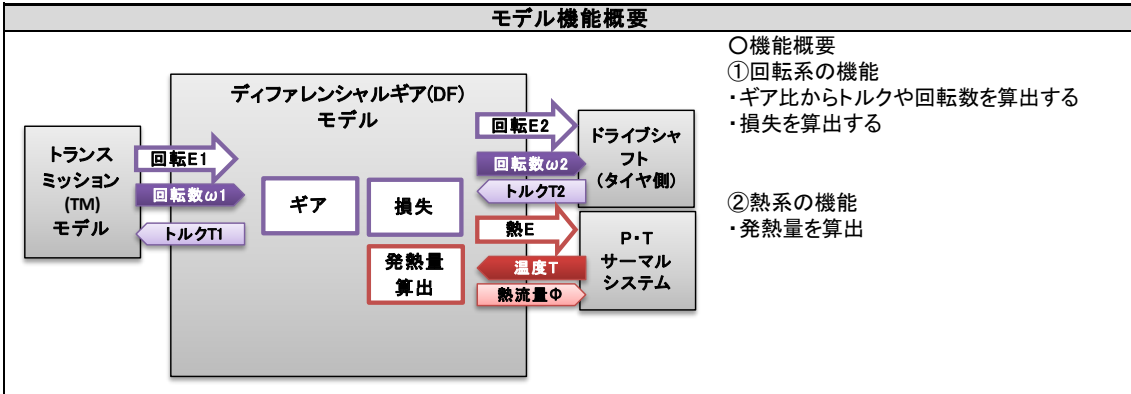 モデル機能概要
〇機能概要
①回転系の機能
・ギア比からトルクや回転数を算出する
・損失を算出する
②熱系の機能
・発熱量を算出
ディファレンシャルギア(DF)
モデル
トランス
ミッション
(TM)
モデル
回転E1
回転数ω1
トルクT1
ギア
損失
発熱量
算出
回転E2
回転数ω2
トルクT2
熱E
温度T
熱流量Φ
ドライブシャ
フト
(タイヤ側)
P・T
サーマル
システム